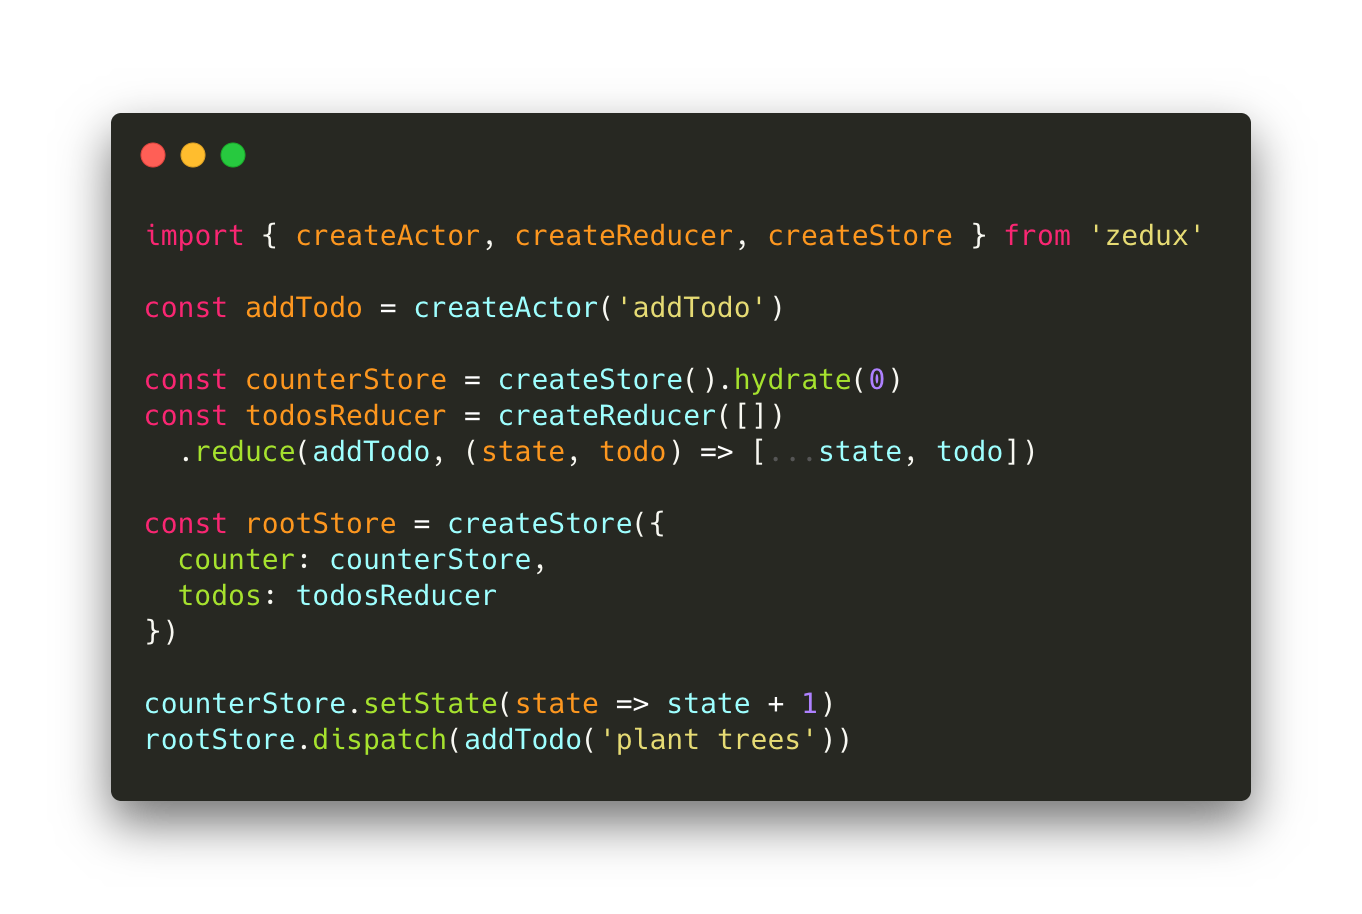 import { createActor, createReducer, createStore } from 'zedux'
const addTodo = createActor('addTodo')
const counterStore = createStore().hydrate(0)
const todosReducer = createReducer([])
  .reduce(addTodo, (state, todo) => [...state, todo])
const rootStore = createStore({
  counter: counterStore,
  todos: todosReducer
})
counterStore.setState(state => state + 1)
rootStore.dispatch(addTodo('plant trees'))